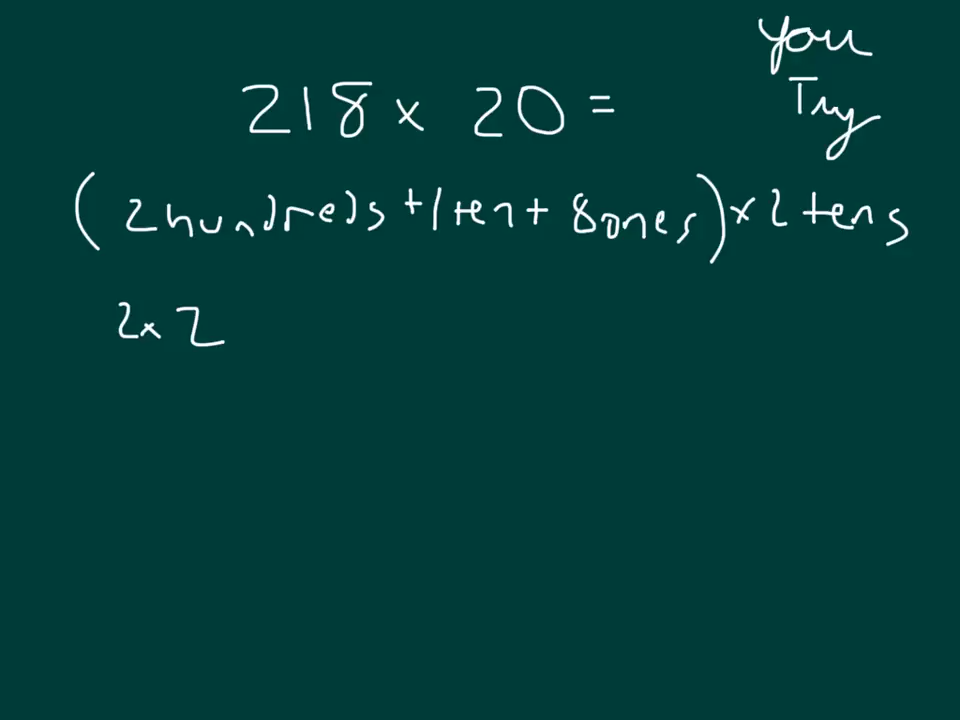 You
Try
218 x 20 =
(2 hundreds + 1 ten + 8 ones) x 2 tens
2 x 2